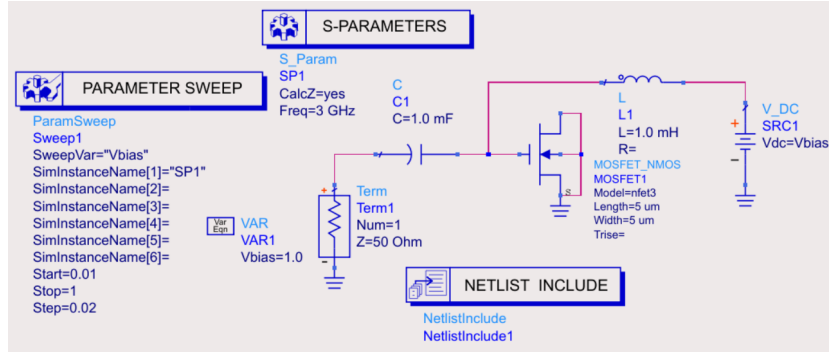 S-PARAMETERS
S_Param
SP1
CalcZ=yes
Freq=3 GHz
PARAMETER SWEEP
ParamSweep
Sweep1
SweepVar="Vbias"
SimInstanceName[1]="SP1"
SimInstanceName[2]=
SimInstanceName[3]=
SimInstanceName[4]=
SimInstanceName[5]=
SimInstanceName[6]=
Start=0.01
Stop=1
Step=0.02
Var
Eqn
VAR
VAR1
Vbias=1.0
C
C1
C=1.0 mF
+
Term
Term1
Num=1
Z=50 Ohm
-
L
L1
L=1.0 mH
R=
MOSFET_NMOS
MOSFET1
Model=nfet3
Length=5 um
Width=5 um
Trise=
S
+
V_DC
SRC1
Vdc=Vbias
-
NETLIST INCLUDE
NetlistInclude
NetlistInclude1